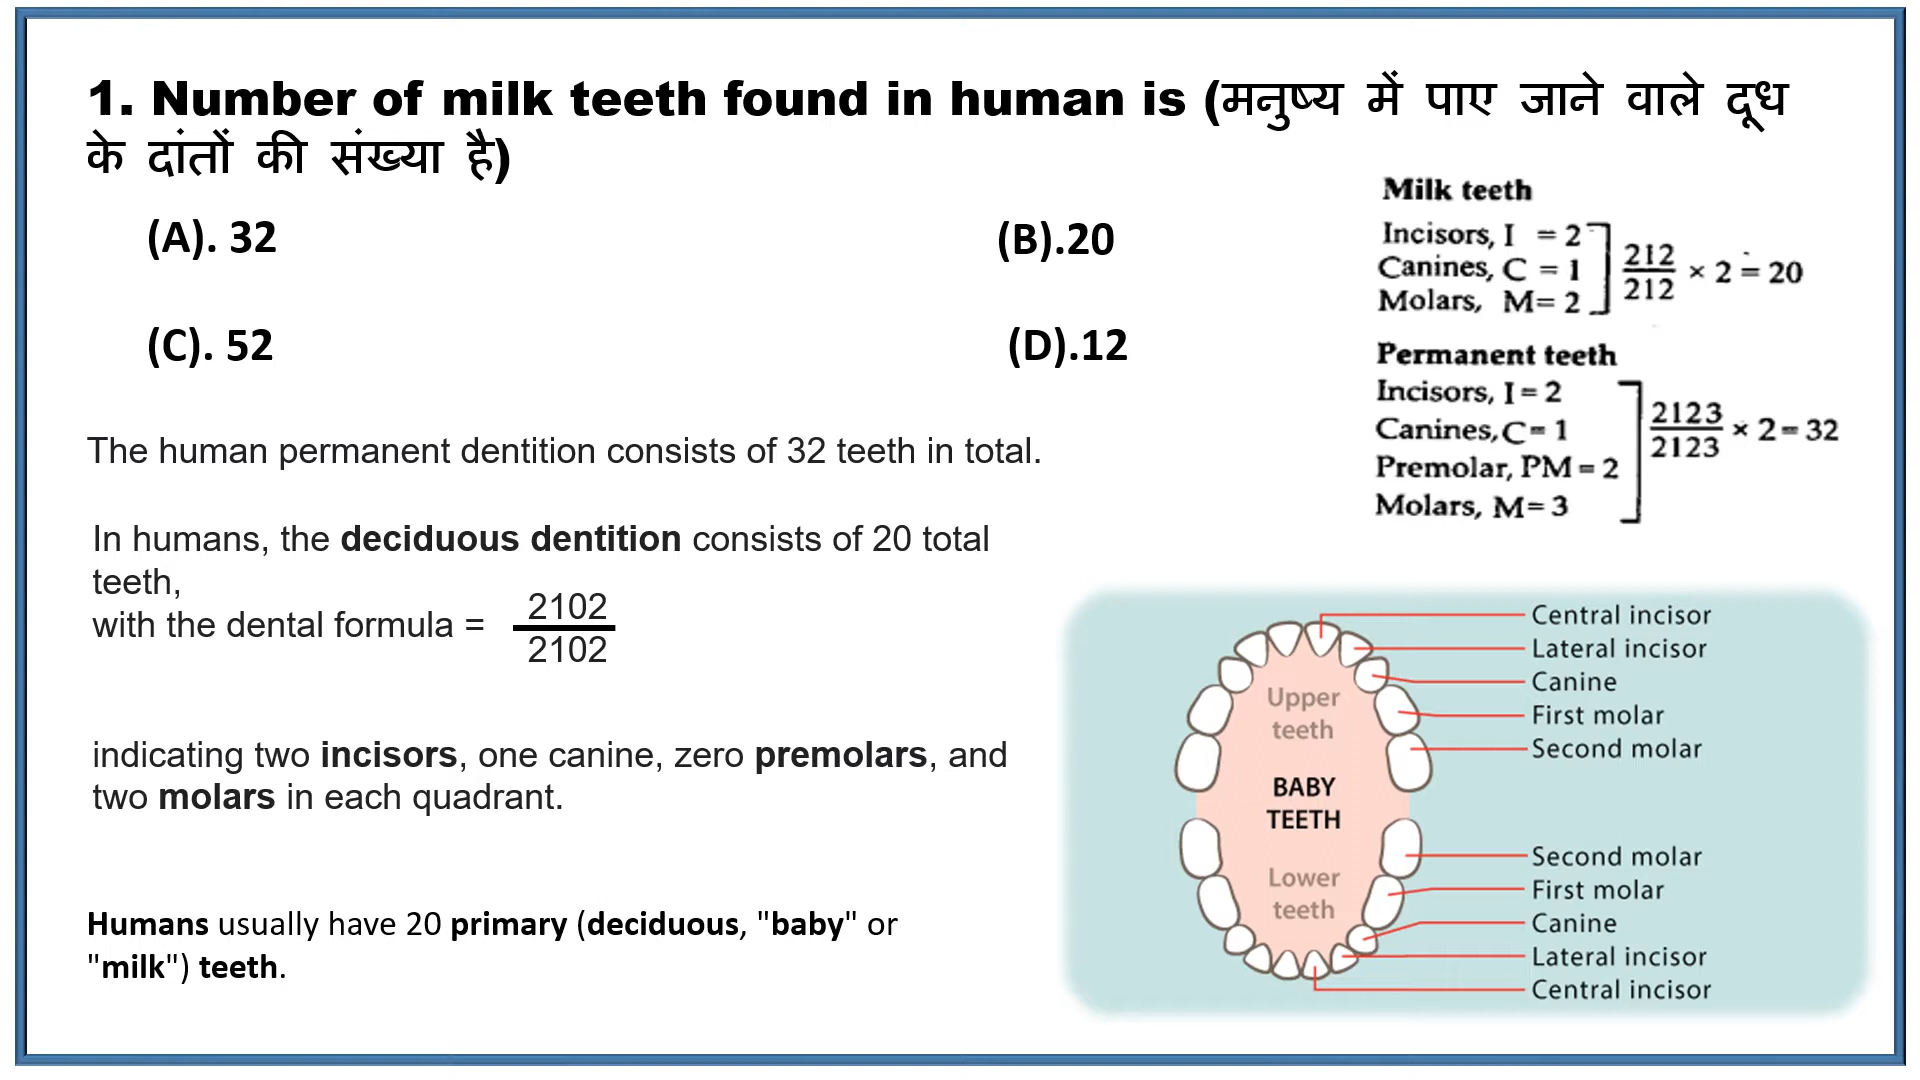 1. Number of milk teeth found in human is (मनुष्य में पाए जाने वाले दूध
के दांतों की संख्या है)
(A). 32
(B).20
(C). 52
(D).12
Milk teeth
Incisors, I = 2
Canines, C = 1
Molars, M= 2
212
212
× 2 = 20
Permanent teeth
Incisors, I = 2
Canines, C= 1
Premolar, PM = 2
Molars, M= 3
2123
2123
× 2 = 32
The human permanent dentition consists of 32 teeth in total.
In humans, the deciduous dentition consists of 20 total
teeth,
with the dental formula =
2102
2102
indicating two incisors, one canine, zero premolars, and
two molars in each quadrant.
Humans usually have 20 primary (deciduous, "baby" or
"milk") teeth.
Central incisor
Lateral incisor
Canine
First molar
Second molar
Upper
teeth
BABY
TEETH
Lower
teeth
Second molar
First molar
Canine
Lateral incisor
Central incisor